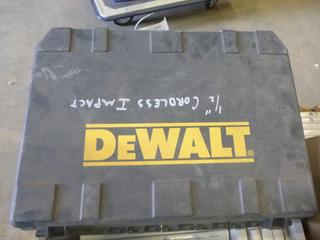 1/2" CORDLESS IMPACT
DEWALT®